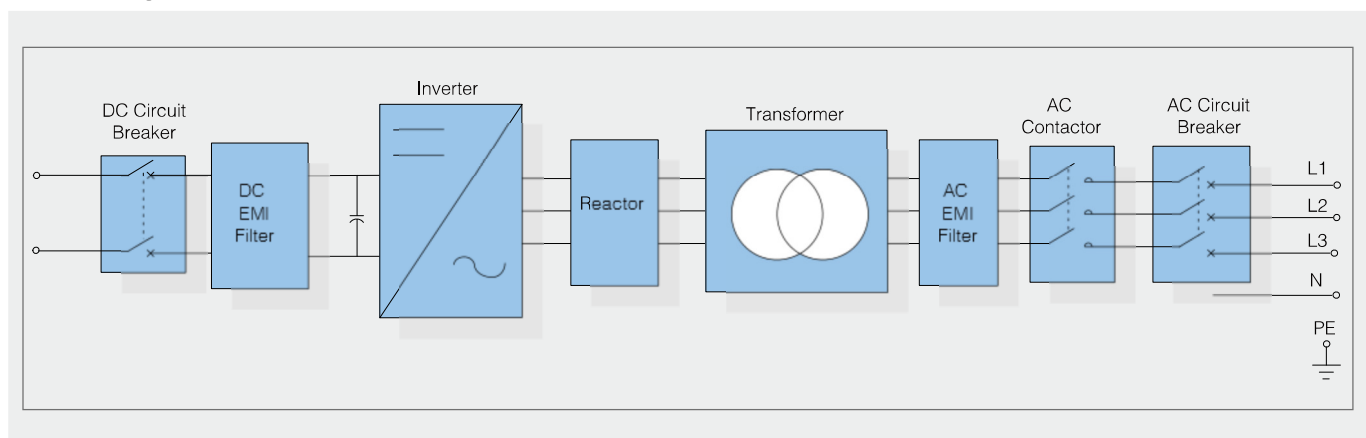 DC Circuit
Breaker
DC
EMI
Filter
Inverter
Reactor
Transformer
AC
EMI
Filter
AC
Contactor
AC Circuit
Breaker
L1
L2
L3
N
PE